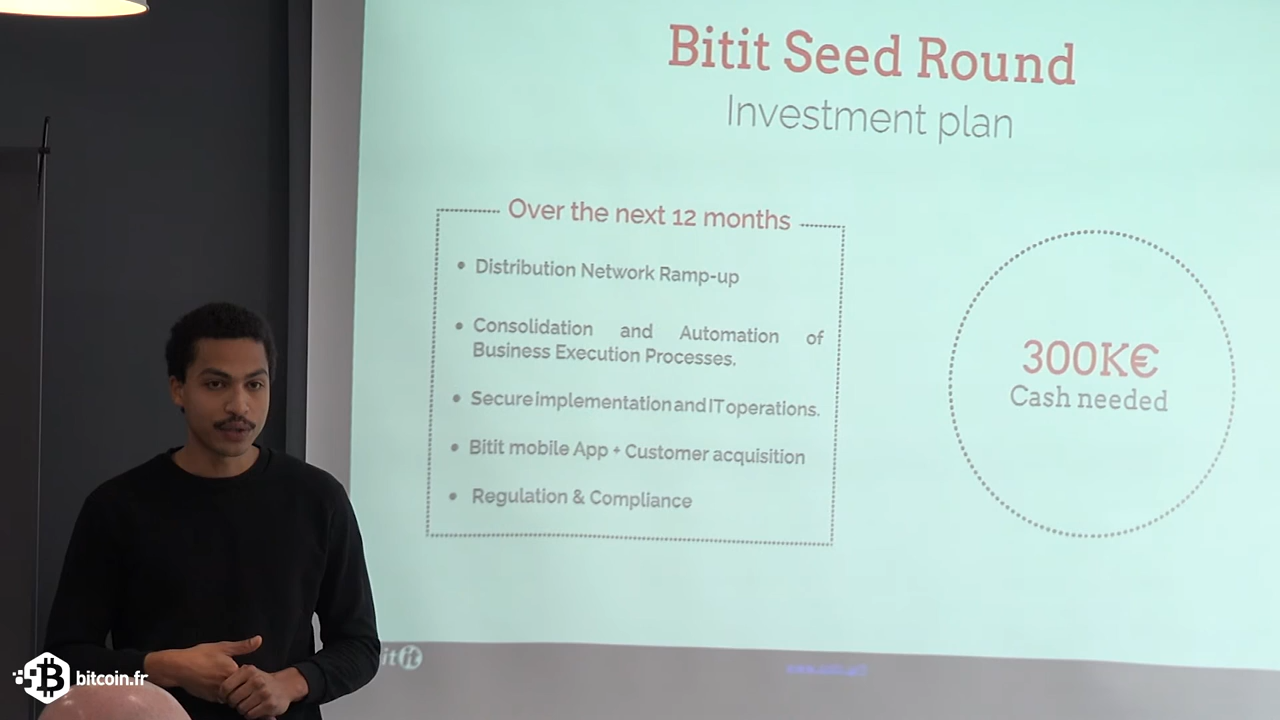 Bitit Seed Round
Investment plan
Over the next 12 months
Distribution Network Ramp-up
Consolidation and Automation of
Business Execution Processes.
Secure implementation and IT operations.
Bitit mobile App + Customer acquisition
Regulation & Compliance
300K€
Cash needed
it it
bitcoin.fr